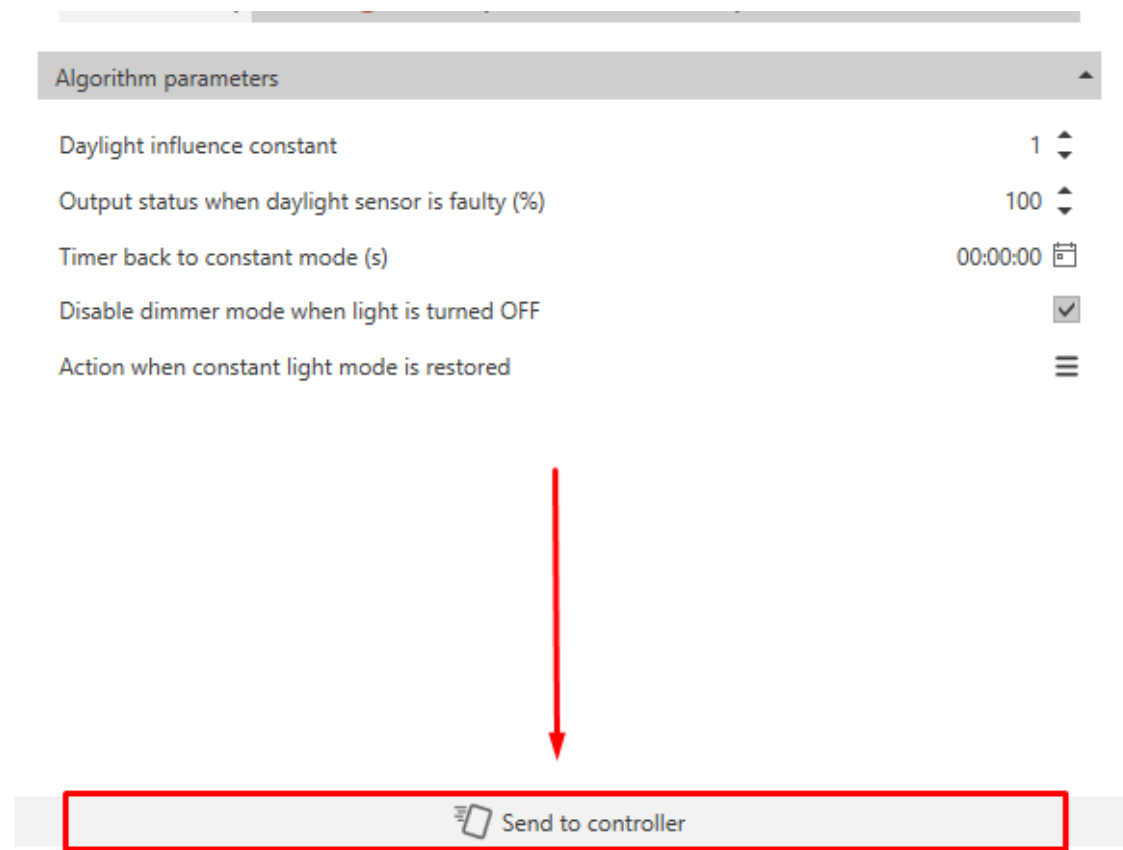 Algorithm parameters
Daylight influence constant 1
Output status when daylight sensor is faulty (%) 100
Timer back to constant mode (s) 00:00:00
Disable dimmer mode when light is turned OFF
Action when constant light mode is restored
Send to controller